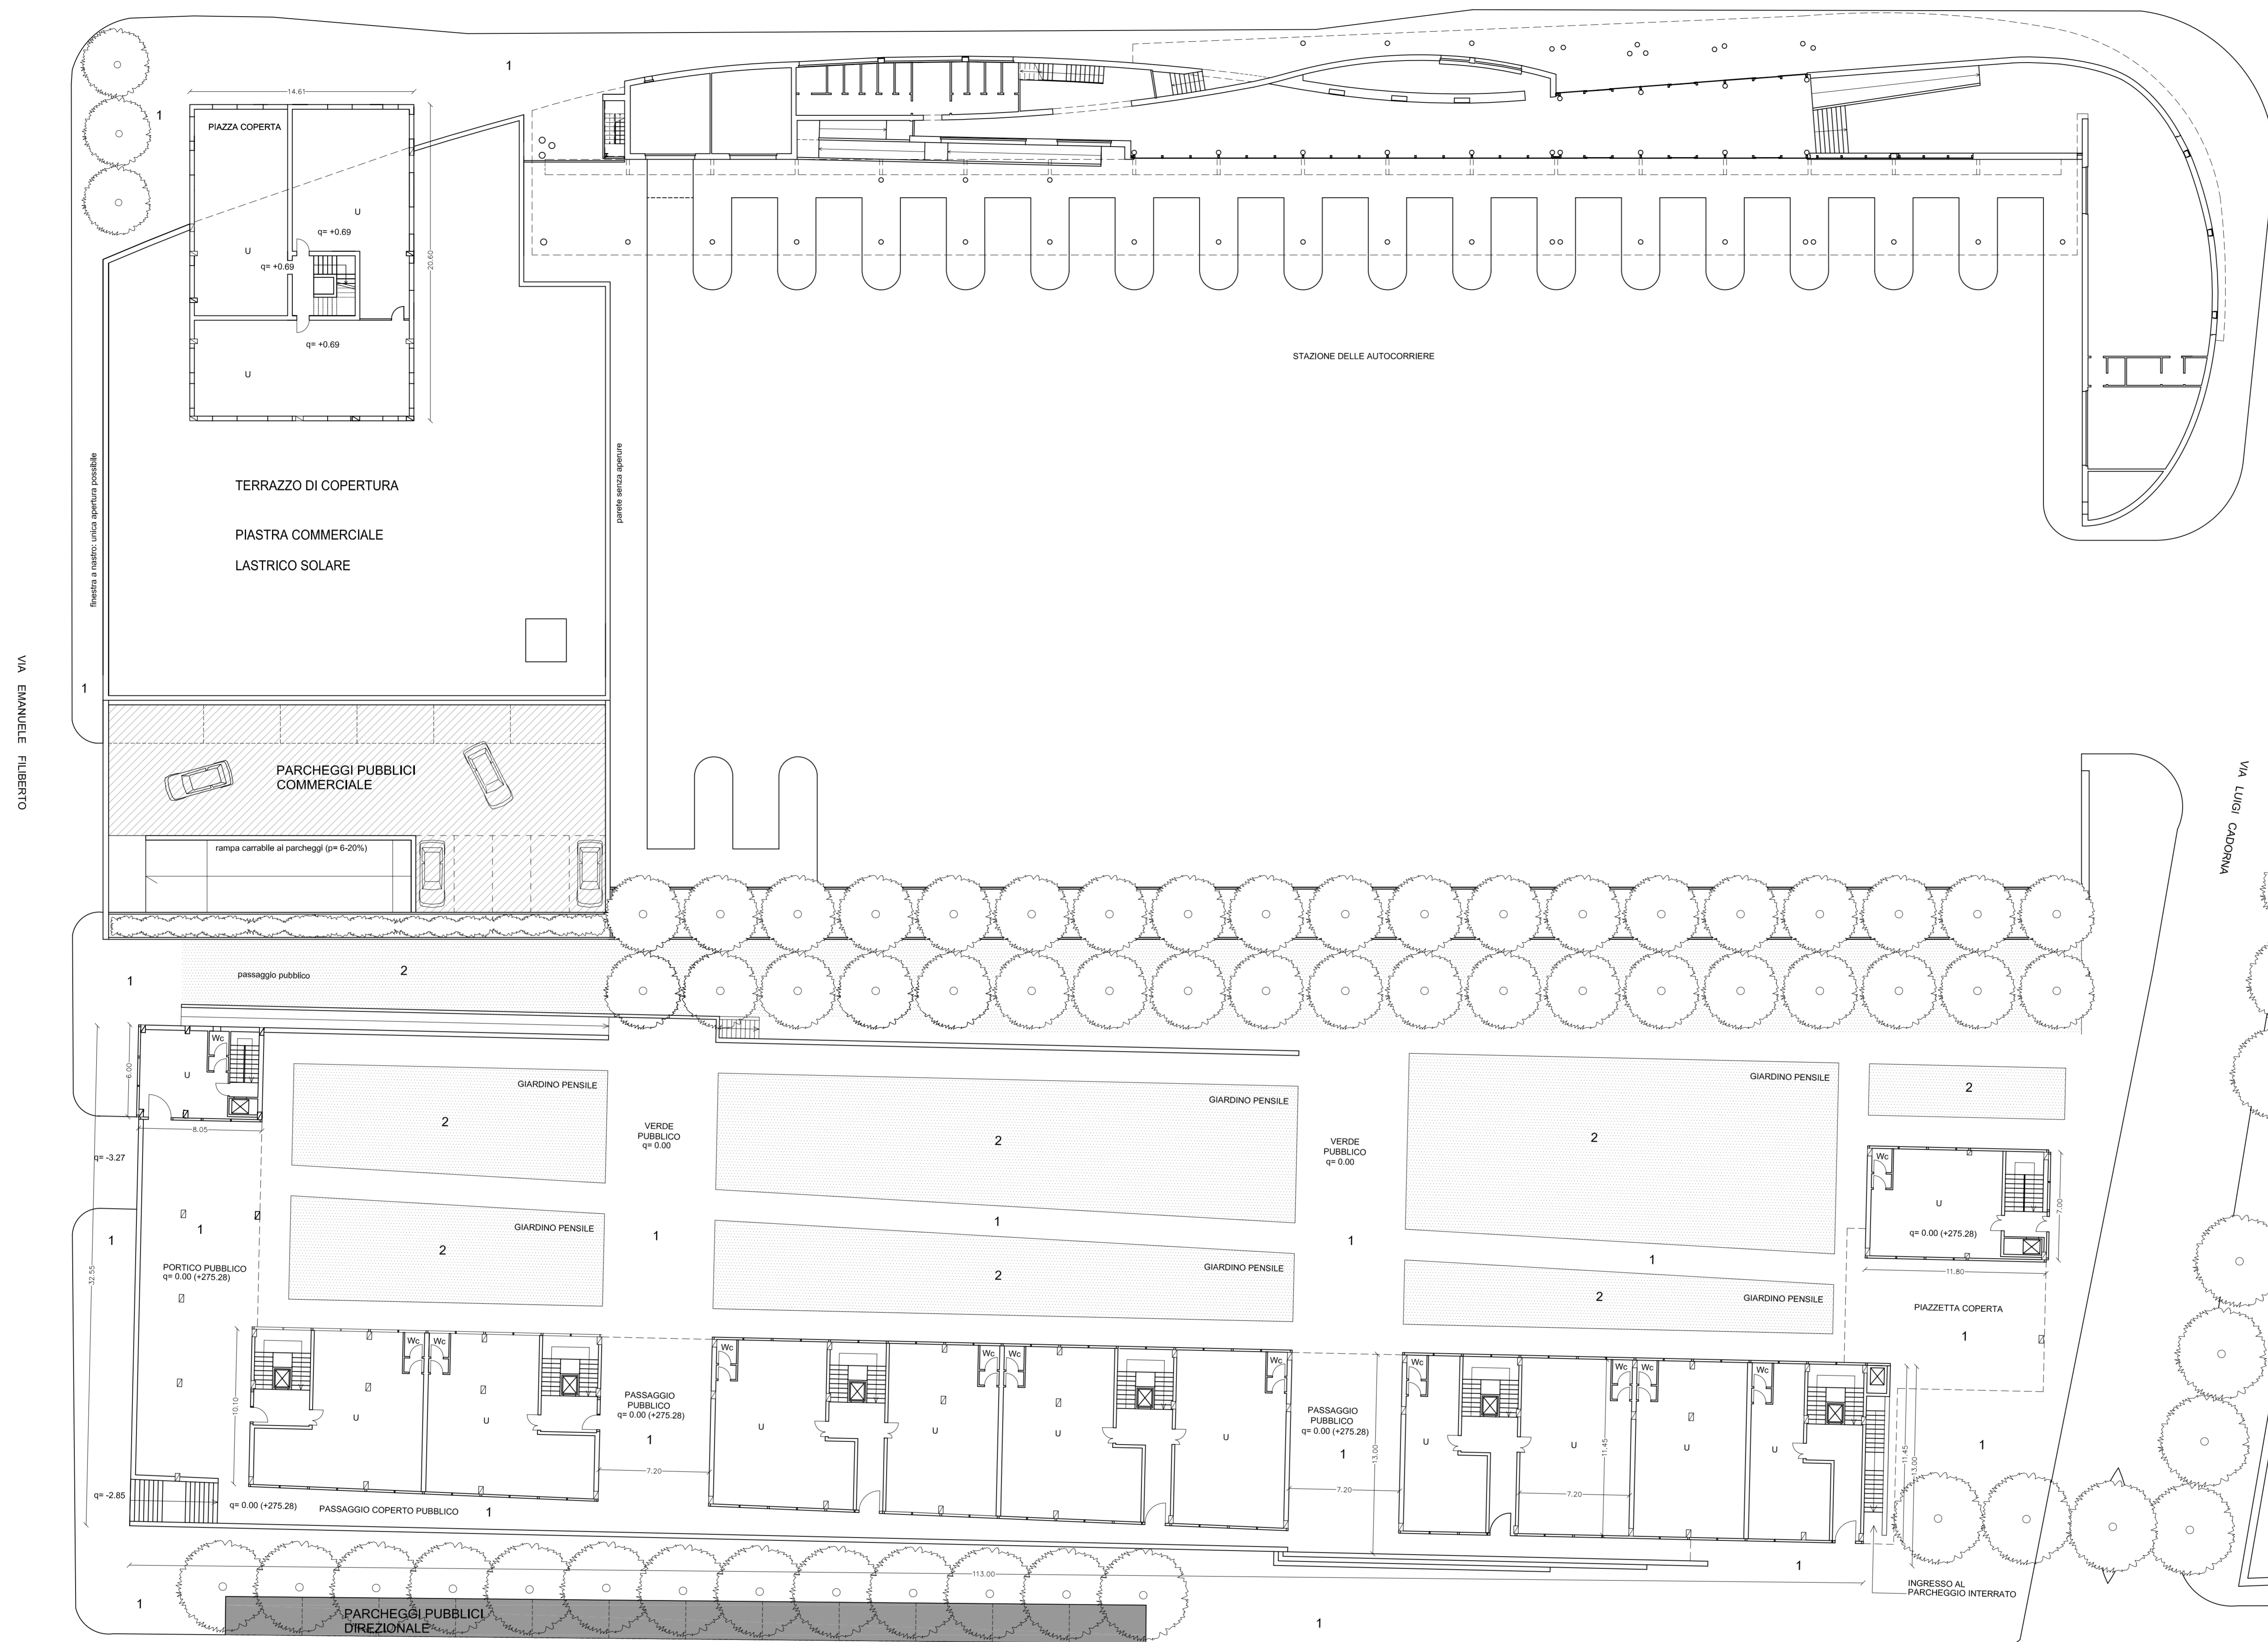 1
14.61
1
PIAZZA COPERTA
U
q= +0.69
U
q= +0.69
20.60
q= +0.69
U
STAZIONE DELLE AUTOCORRIERE
finestra a nastro: unica apertura possibile
parete senza aperure
TERRAZZO DI COPERTURA
PIASTRA COMMERCIALE
LASTRICO SOLARE
VIA EMANUELE FILIBERTO
1
PARCHEGGI PUBBLICI
COMMERCIALE
VIA LUIGI CADORNA
rampa carrabile ai parcheggi (p= 6-20%)
1
passaggio pubblico
2
Wc
U
6.00
8.05
GIARDINO PENSILE
2
VERDE
PUBBLICO
q= 0.00
GIARDINO PENSILE
2
VERDE
PUBBLICO
q= 0.00
GIARDINO PENSILE
2
2
q= -3.27
Wc
U
q= 0.00 (+275.28)
7.00
11.80
1
1
32.55
PORTICO PUBBLICO
q= 0.00 (+275.28)
GIARDINO PENSILE
2
1
1
GIARDINO PENSILE
2
1
1
GIARDINO PENSILE
2
PIAZZETTA COPERTA
1
10.10
Wc
Wc
U
U
PASSAGGIO
PUBBLICO
q= 0.00 (+275.28)
1
7.20
Wc
U
Wc
Wc
U
U
Wc
U
PASSAGGIO
PUBBLICO
q= 0.00 (+275.28)
1
7.20
13.00
Wc
U
Wc
Wc
U
7.20
11.45
U
Wc
U
11.45
13.00
1
q= -2.85
q= 0.00 (+275.28)
PASSAGGIO COPERTO PUBBLICO
1
113.00
1
INGRESSO AL
PARCHEGGIO INTERRATO
1
PARCHEGGI PUBBLICI
DIREZIONALE
1